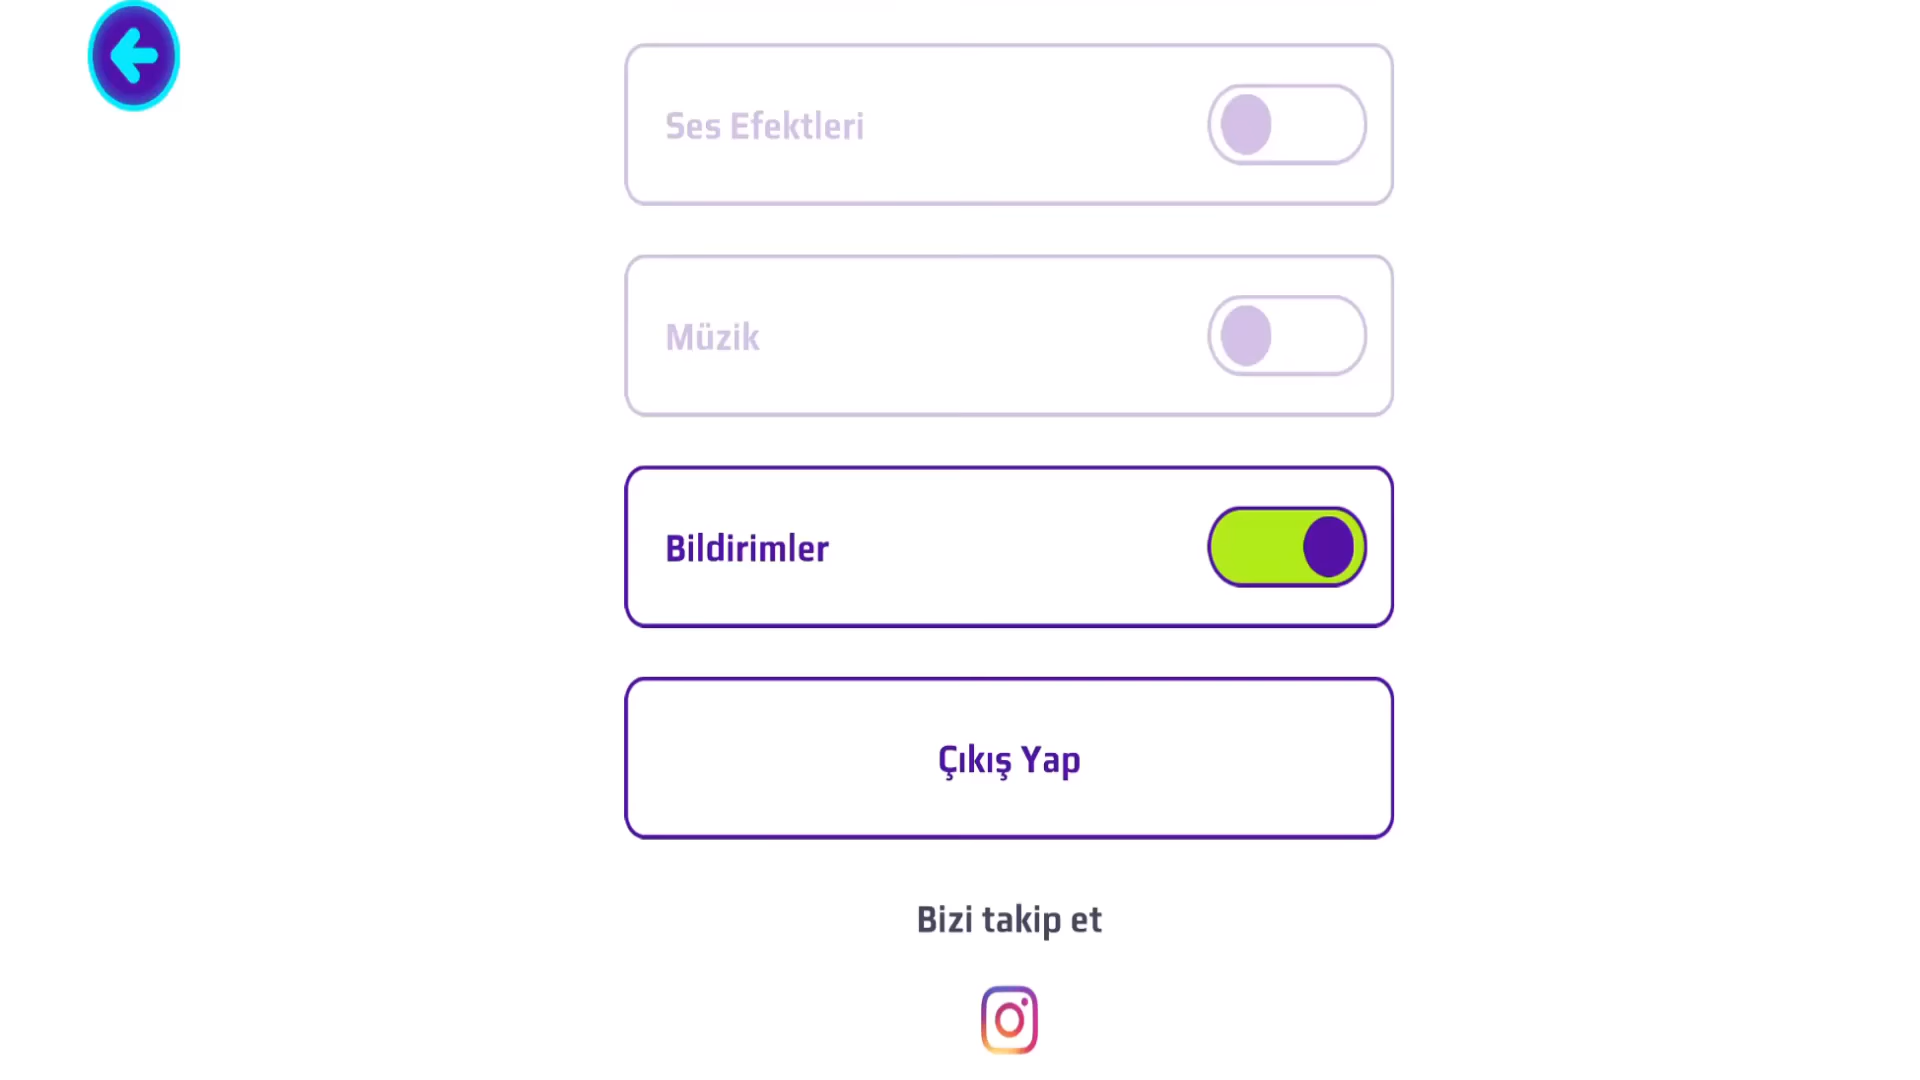 Ses Efektleri
Müzik
Bildirimler
Çıkış Yap
Bizi takip et